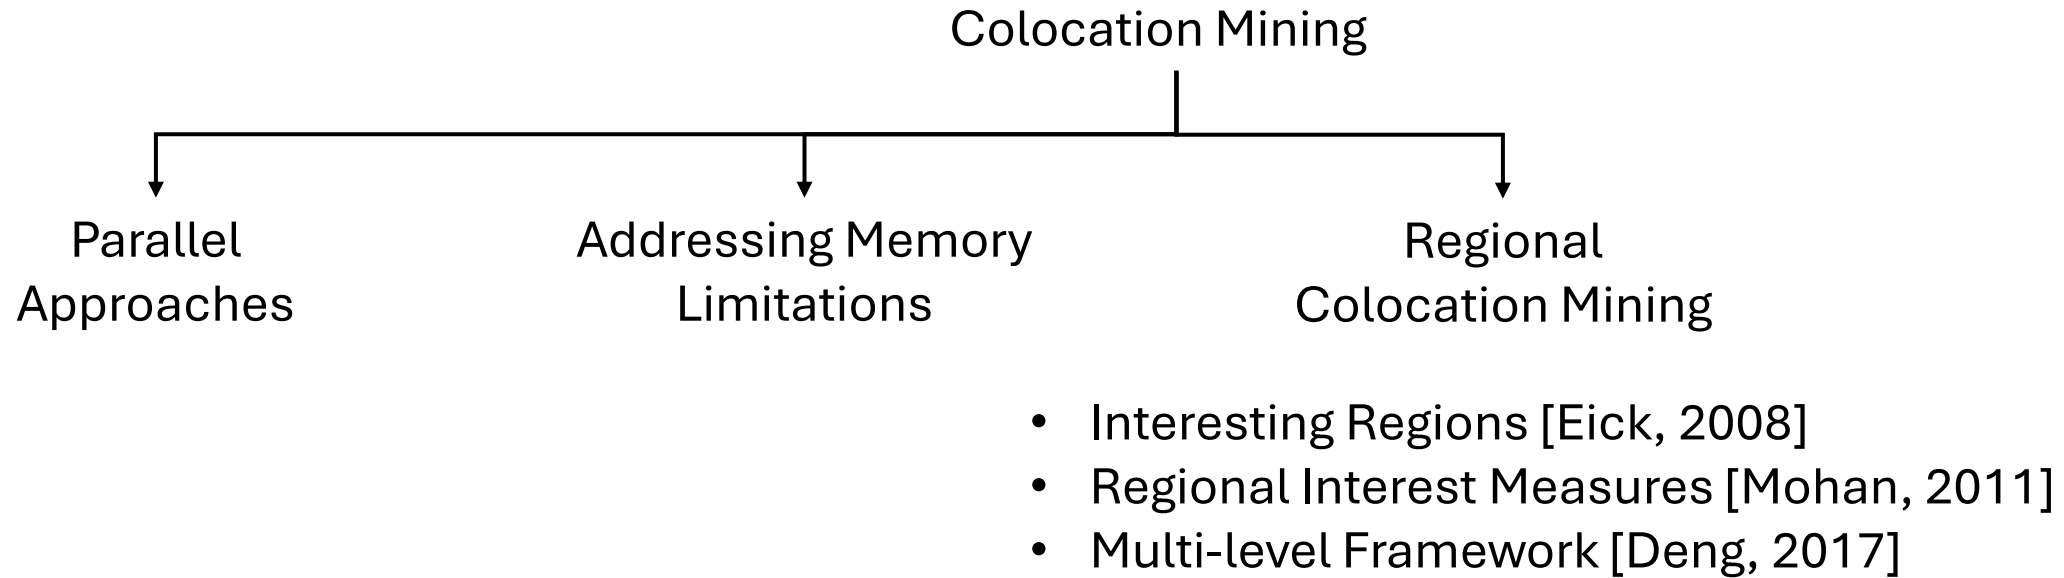 Colocation Mining
Parallel
Approaches
Addressing Memory
Limitations
Regional
Colocation Mining
• Interesting Regions [Eick, 2008]
• Regional Interest Measures [Mohan, 2011]
• Multi-level Framework [Deng, 2017]